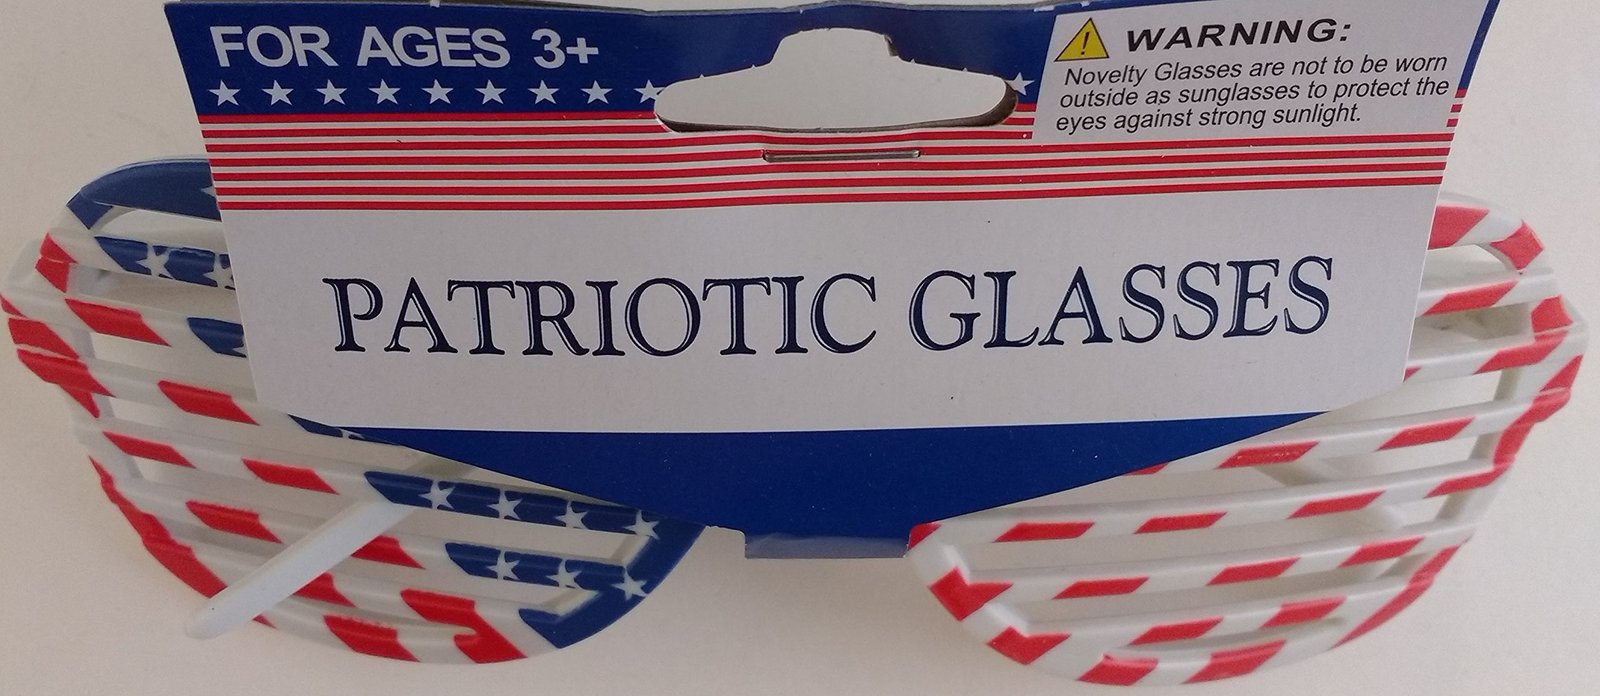 FOR AGES 3+
WARNING:
Novelty Glasses are not to be worn
outside as sunglasses to protect the
eyes against strong sunlight.
PATRIOTIC GLASSES